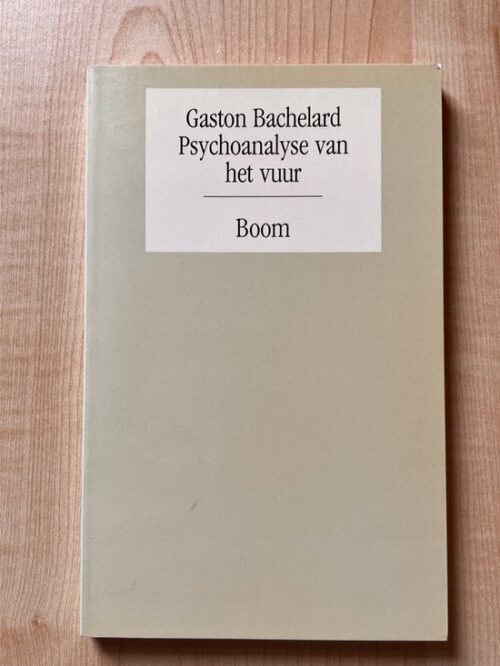 Gaston Bachelard
Psychoanalyse van
het vuur
Boom